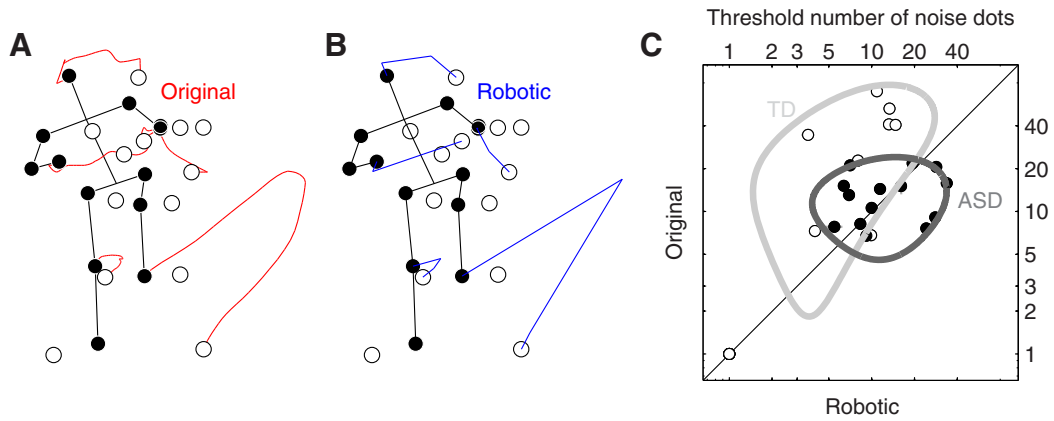 A
Original
B
Robotic
C
Threshold number of noise dots
1 2 3 5 10 20 40
TD
ASD
40
20
10
5
3
2
1
Original
Robotic